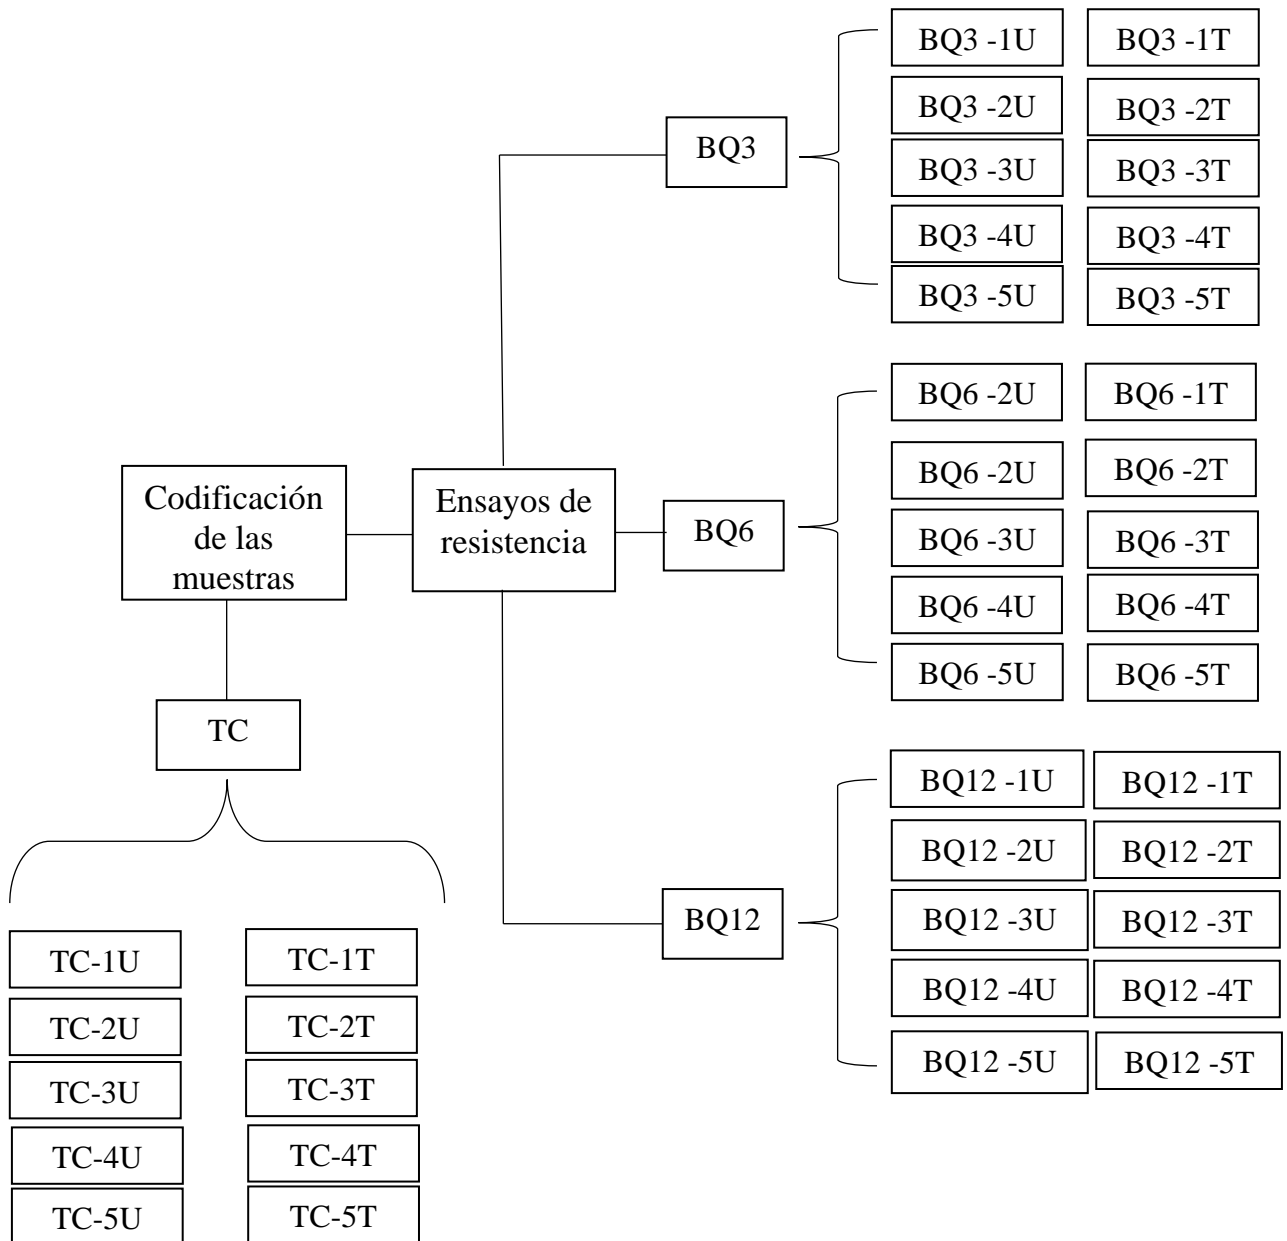 BQ3 -1U
BQ3 -1T
BQ3 -2U
BQ3 -2T
BQ3
BQ3 -3U
BQ3 -3T
BQ3 -4U
BQ3 -4T
BQ3 -5U
BQ3 -5T
BQ6 -2U
BQ6 -1T
BQ6 -2U
BQ6 -2T
Codificación
de las
muestras
Ensayos de
resistencia
BQ6
BQ6 -3U
BQ6 -3T
BQ6 -4U
BQ6 -4T
BQ6 -5U
BQ6 -5T
TC
BQ12 -1U
BQ12 -1T
BQ12 -2U
BQ12 -2T
BQ12
BQ12 -3U
BQ12 -3T
BQ12 -4U
BQ12 -4T
BQ12 -5U
BQ12 -5T
TC-1U
TC-1T
TC-2U
TC-2T
TC-3U
TC-3T
TC-4U
TC-4T
TC-5U
TC-5T